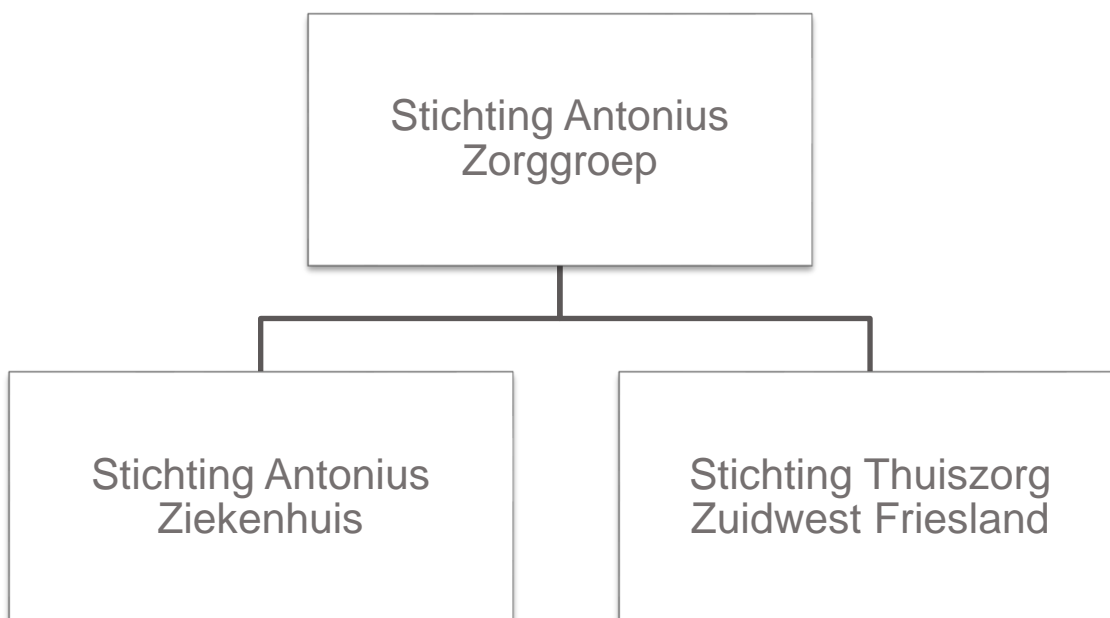 Stichting Antonius
Zorggroep
Stichting Antonius
Ziekenhuis
Stichting Thuiszorg
Zuidwest Friesland